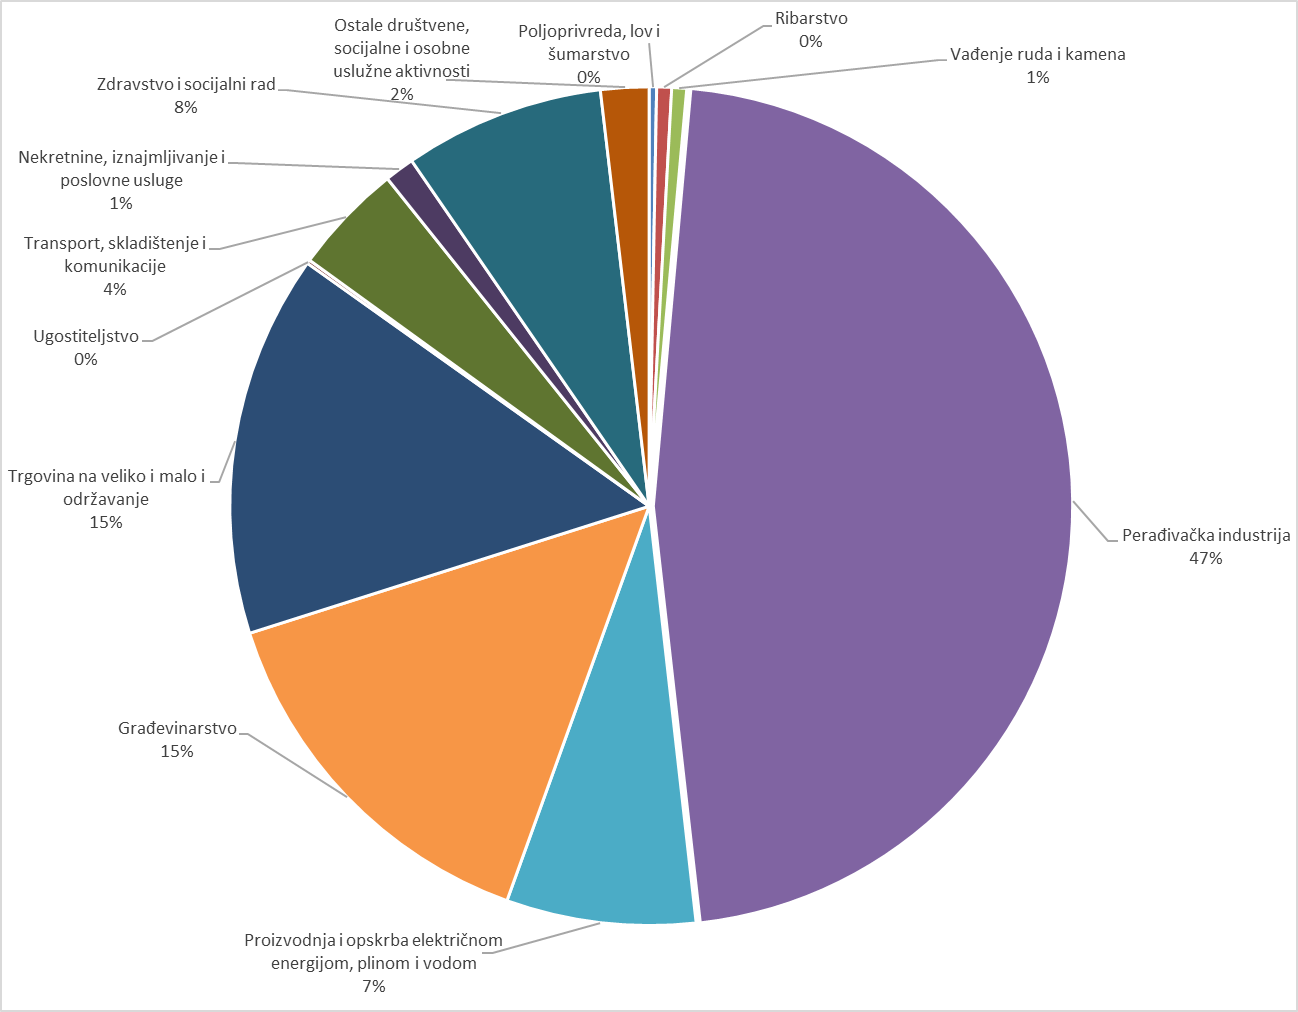 Ostale društvene,
socijalne i osobne
uslužne aktivnosti
2%
Poljoprivreda, lov i
šumarstvo
0%
Ribarstvo
0%
Vađenje ruda i kamena
1%
Zdravstvo i socijalni rad
8%
Nekretnine, iznajmljivanje i
poslovne usluge
1%
Transport, skladištenje i
komunikacije
4%
Ugostiteljstvo
0%
Trgovina na veliko i malo i
održavanje
15%
Perađivačka industrija
47%
Građevinarstvo
15%
Proizvodnja i opskrba električnom
energijom, plinom i vodom
7%